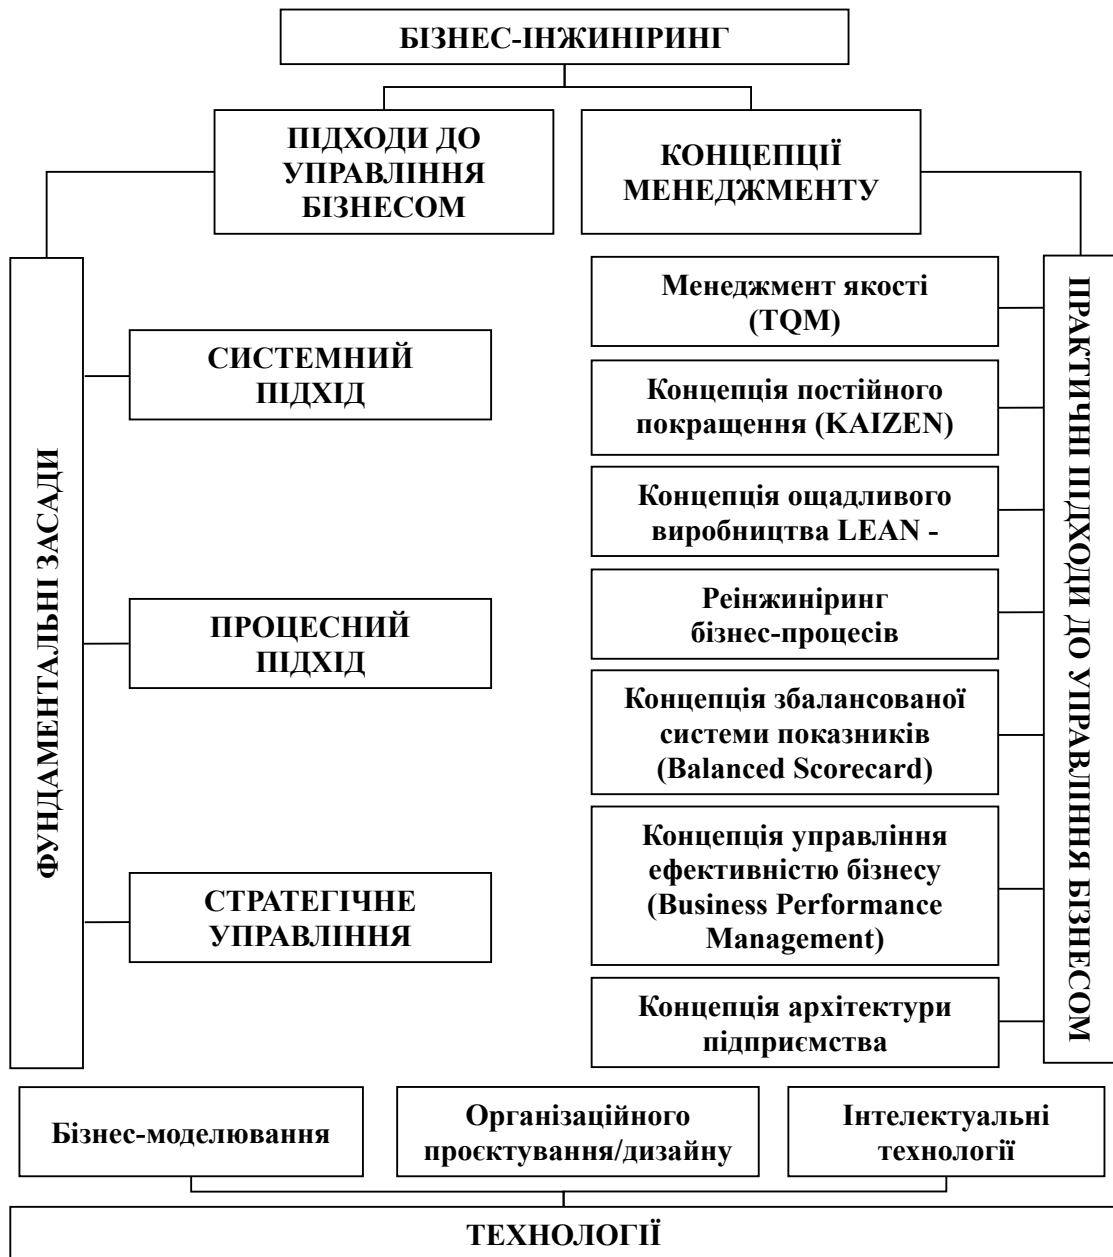 БІЗНЕС-ІНЖИНІРИНГ
ПІДХОДИ ДО
УПРАВЛІННЯ
БІЗНЕСОМ
КОНЦЕПЦІЇ
МЕНЕДЖМЕНТУ
ФУНДАМЕНТАЛЬНІ ЗАСАДИ
СИСТЕМНИЙ
ПІДХІД
ПРОЦЕСНИЙ
ПІДХІД
СТРАТЕГІЧНЕ
УПРАВЛІННЯ
Менеджмент якості
(TQM)
Концепція постійного
покращення (KAIZEN)
Концепція ощадливого
виробництва LEAN -
Реінжиніринг
бізнес-процесів
Концепція збалансованої
системи показників
(Balanced Scorecard)
Концепція управління
ефективністю бізнесу
(Business Performance
Management)
Концепція архітектури
підприємства
ПРАКТИЧНІ ПІДХОДИ ДО УПРАВЛІННЯ БІЗНЕСОМ
Бізнес-моделювання
Організаційного
проєктування/дизайну
Інтелектуальні
технології
ТЕХНОЛОГІЇ